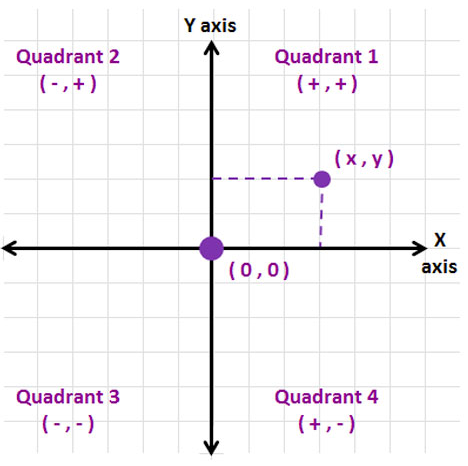 Y axis
Quadrant 2
( - , + )
Quadrant 1
( + , + )
( x , y )
X
axis
( 0 , 0 )
Quadrant 3
( - , - )
Quadrant 4
( + , - )